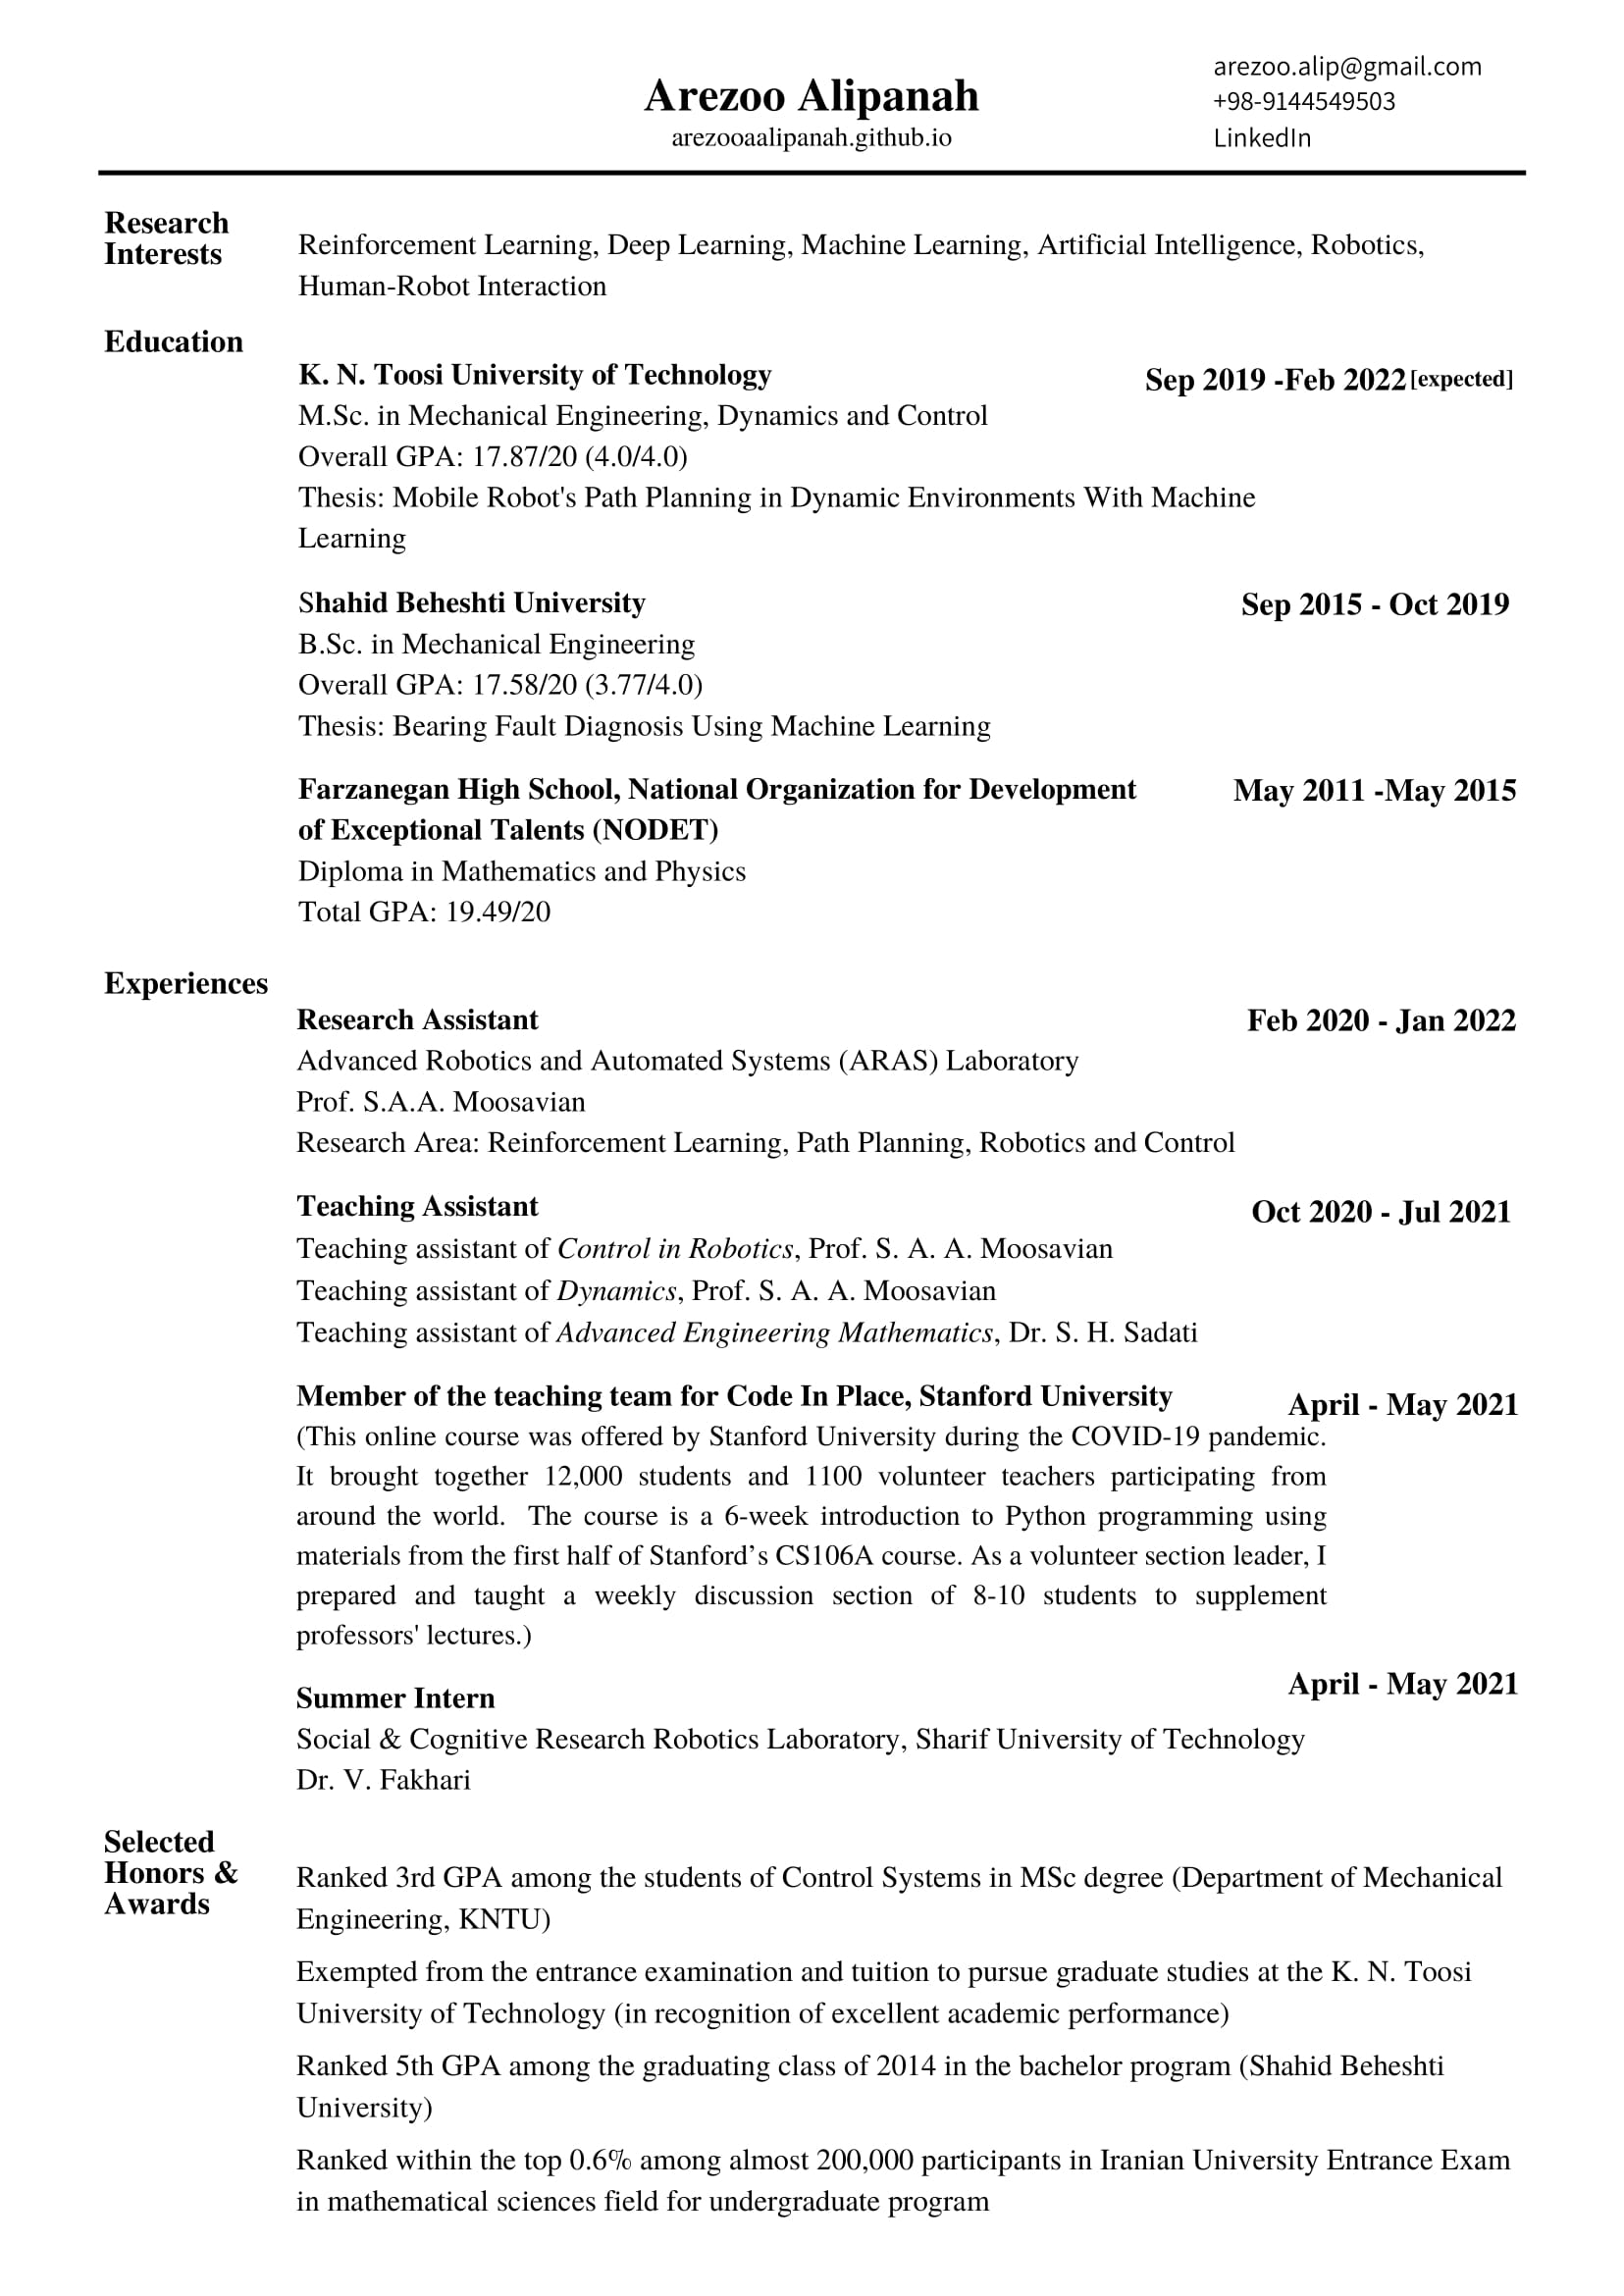 Arezoo Alipanah
arezooaalipanah.github.io
arezoo.alip@gmail.com
+98-9144549503
LinkedIn
Research
Interests
Reinforcement Learning, Deep Learning, Machine Learning, Artificial Intelligence, Robotics,
Human-Robot Interaction
Education
K. N. Toosi University of Technology
Sep 2019 -Feb 2022 [expected]
M.Sc. in Mechanical Engineering, Dynamics and Control
Overall GPA: 17.87/20 (4.0/4.0)
Thesis: Mobile Robot's Path Planning in Dynamic Environments With Machine
Learning
Shahid Beheshti University
Sep 2015 - Oct 2019
B.Sc. in Mechanical Engineering
Overall GPA: 17.58/20 (3.77/4.0)
Thesis: Bearing Fault Diagnosis Using Machine Learning
Farzanegan High School, National Organization for Development
May 2011 -May 2015
of Exceptional Talents (NODET)
Diploma in Mathematics and Physics
Total GPA: 19.49/20
Experiences
Research Assistant
Feb 2020 - Jan 2022
Advanced Robotics and Automated Systems (ARAS) Laboratory
Prof. S.A.A. Moosavian
Research Area: Reinforcement Learning, Path Planning, Robotics and Control
Teaching Assistant
Oct 2020 - Jul 2021
Teaching assistant of Control in Robotics, Prof. S. A. A. Moosavian
Teaching assistant of Dynamics, Prof. S. A. A. Moosavian
Teaching assistant of Advanced Engineering Mathematics, Dr. S. H. Sadati
Member of the teaching team for Code In Place, Stanford University
April - May 2021
(This online course was offered by Stanford University during the COVID-19 pandemic.
It brought together 12,000 students and 1100 volunteer teachers participating from
around the world. The course is a 6-week introduction to Python programming using
materials from the first half of Stanford’s CS106A course. As a volunteer section leader, I
prepared and taught a weekly discussion section of 8-10 students to supplement
professors' lectures.)
Summer Intern
April - May 2021
Social & Cognitive Research Robotics Laboratory, Sharif University of Technology
Dr. V. Fakhari
Selected
Honors &
Awards
Ranked 3rd GPA among the students of Control Systems in MSc degree (Department of Mechanical
Engineering, KNTU)
Exempted from the entrance examination and tuition to pursue graduate studies at the K. N. Toosi
University of Technology (in recognition of excellent academic performance)
Ranked 5th GPA among the graduating class of 2014 in the bachelor program (Shahid Beheshti
University)
Ranked within the top 0.6% among almost 200,000 participants in Iranian University Entrance Exam
in mathematical sciences field for undergraduate program